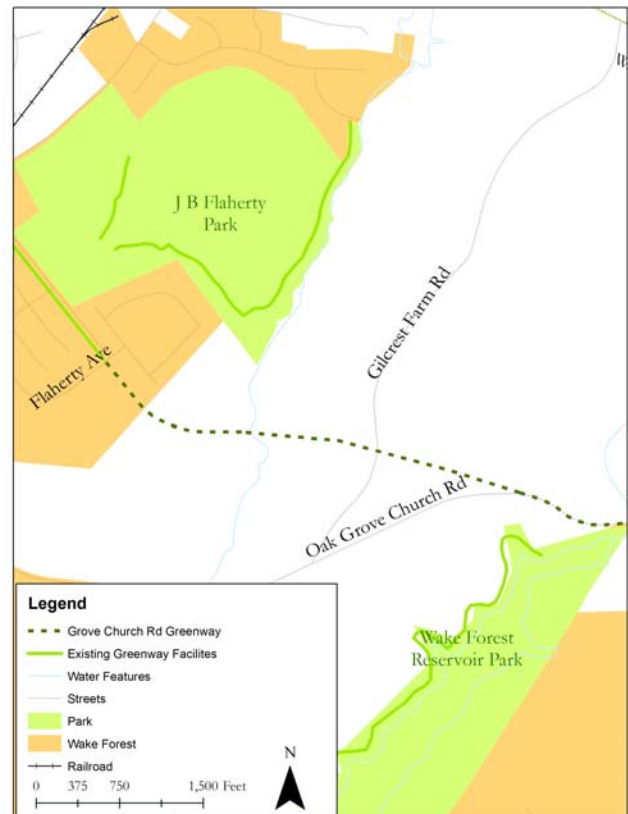 W
J B Flaherty
Park
Gilcrest Farm Rd
Flaherty Ave
Oak Grove Church Rd
Wake Forest
Reservoir Park
Legend
Grove Church Rd Greenway
Existing Greenway Facilites
Water Features
Streets
Park
Wake Forest
Railroad
N
0 375 750 1,500 Feet